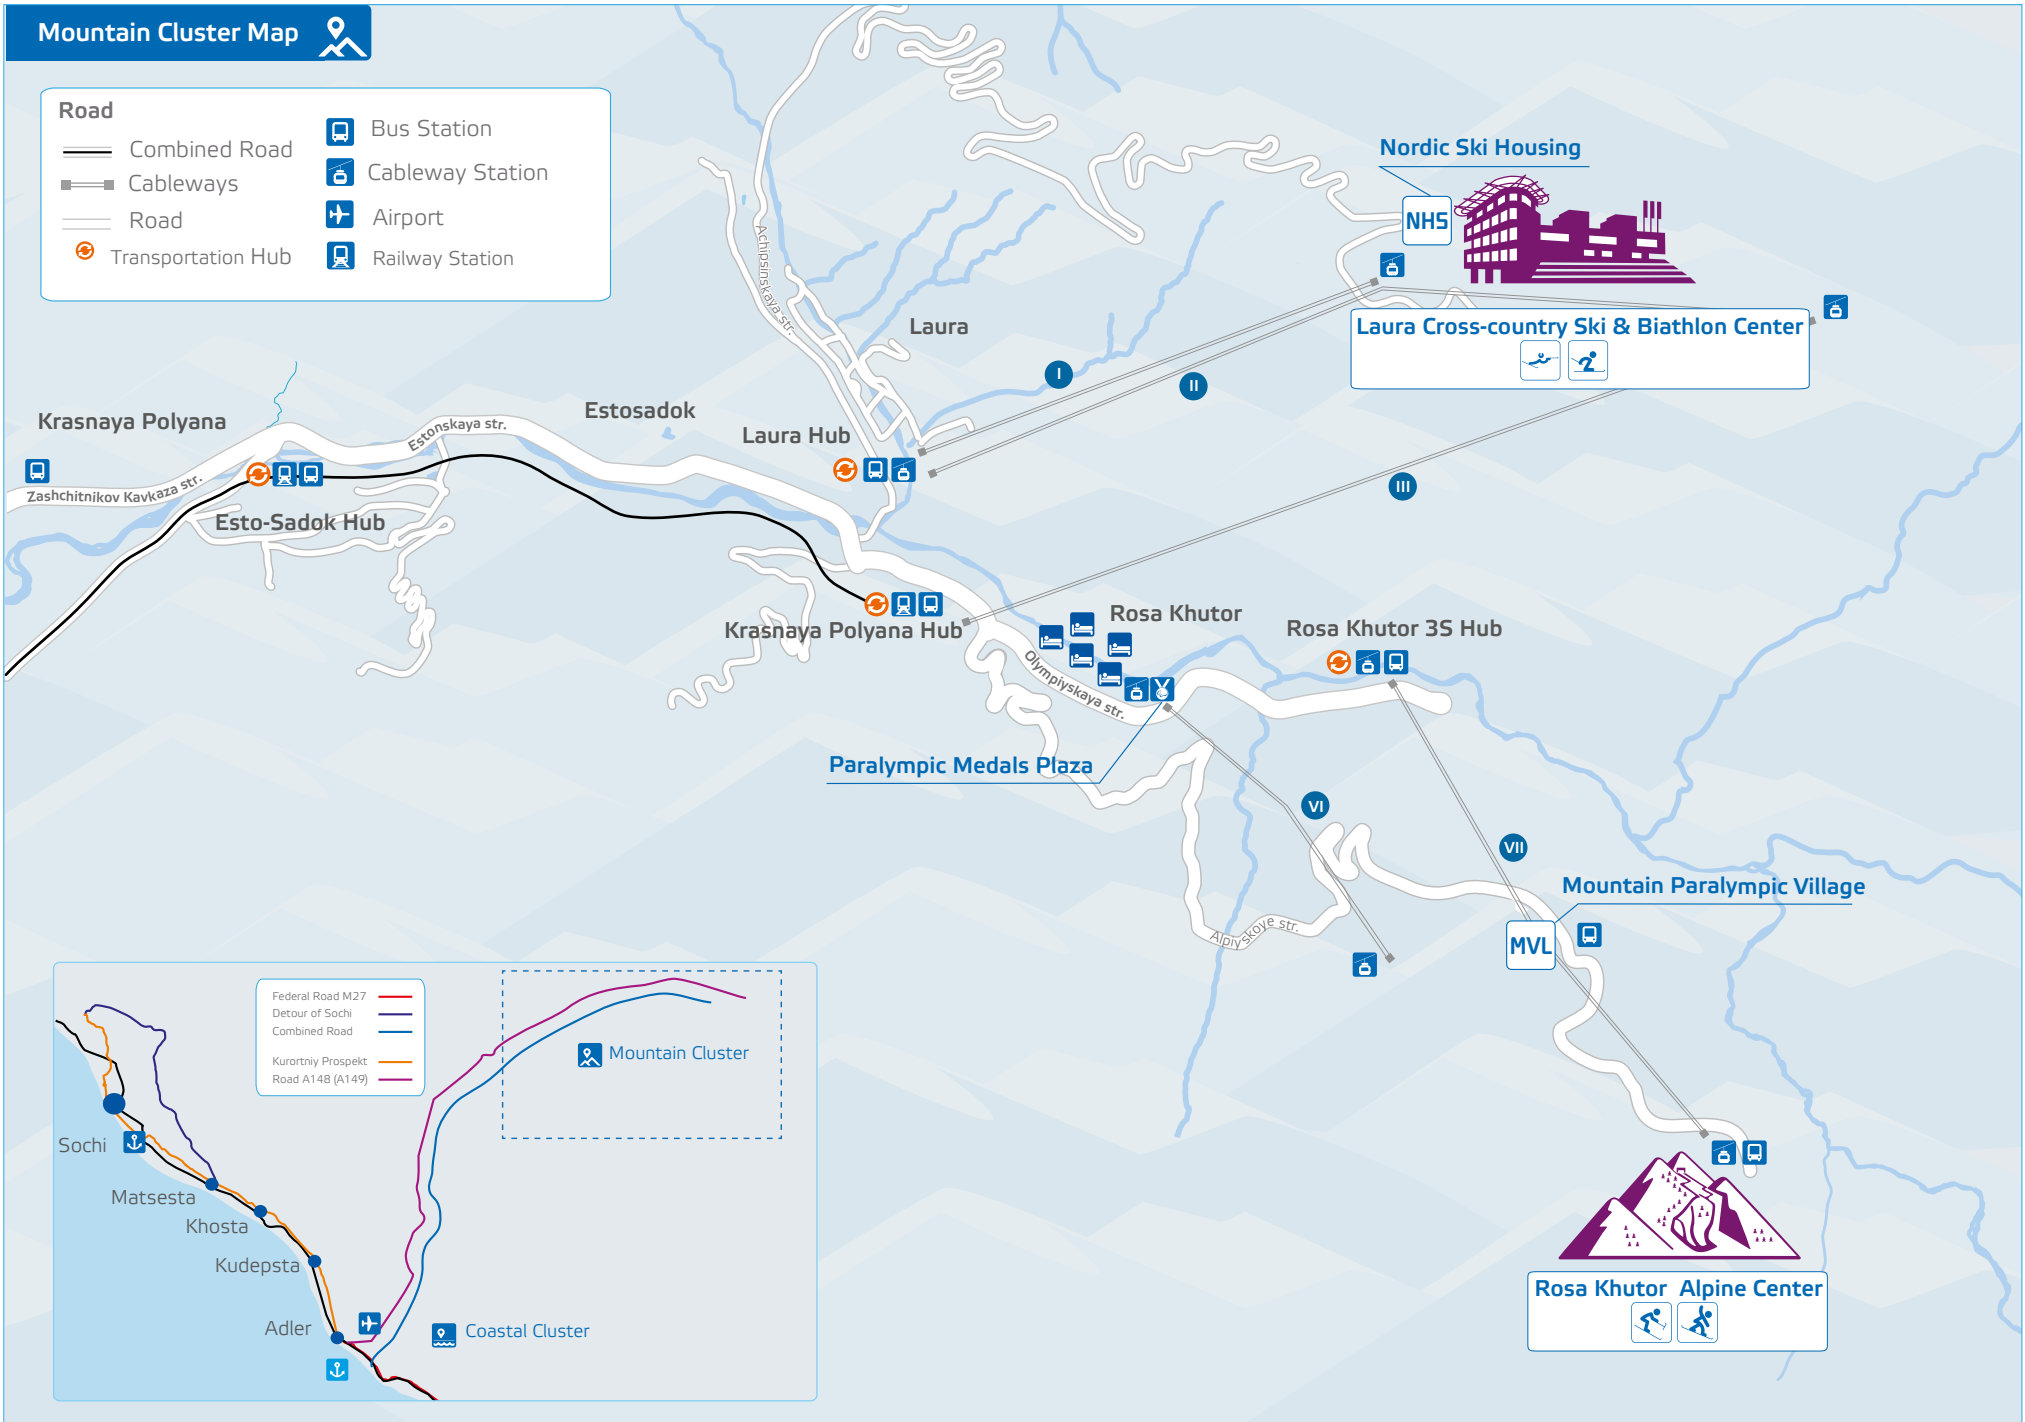 Mountain Cluster Map
Road
Combined Road
Cableways
Road
Transportation Hub
Bus Station
Cableway Station
Airport
Railway Station
Nordic Ski Housing
NHS
Achipsinskaya str.
Laura
Laura Cross-country Ski & Biathlon Center
I
II
III
Krasnaya Polyana
Estonskaya str.
Estosadok
Laura Hub
Zashchitnikov Kavkaza str.
Esto-Sadok Hub
Krasnaya Polyana Hub
Rosa Khutor
Rosa Khutor 3S Hub
Olympiyskaya str.
Paralympic Medals Plaza
VI
VII
Mountain Paralympic Village
MVL
Alpiyskoye str.
Federal Road M27
Detour of Sochi
Combined Road
Kurortniy Prospekt
Road A148 (A149)
Mountain Cluster
Sochi
Matsesta
Khosta
Kudepsta
Adler
Coastal Cluster
Rosa Khutor Alpine Center